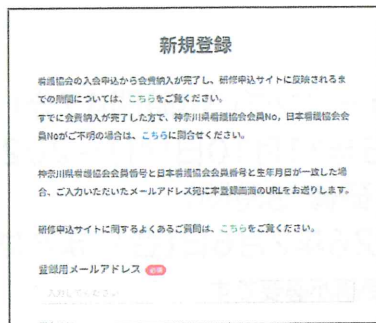 新規登録
看護協会の入会申込から会費納入が完了し、研修申込サイトに反映されるま
での期間については、こちらをご覧ください。
すでに会費納入が完了した方で、神奈川県看護協会会員No，日本看護協会会
員Noがご不明の場合は、こちらに問合せください。
神奈川県看護協会会員番号と日本看護協会会員番号と生年月日が一致した場
合、ご入力いただいたメールアドレス宛に本登録画面のURLをお送りします。
研修申込サイトに関するよくあるご質問は、こちらをご覧ください。
登録用メールアドレス 必須
入力してください